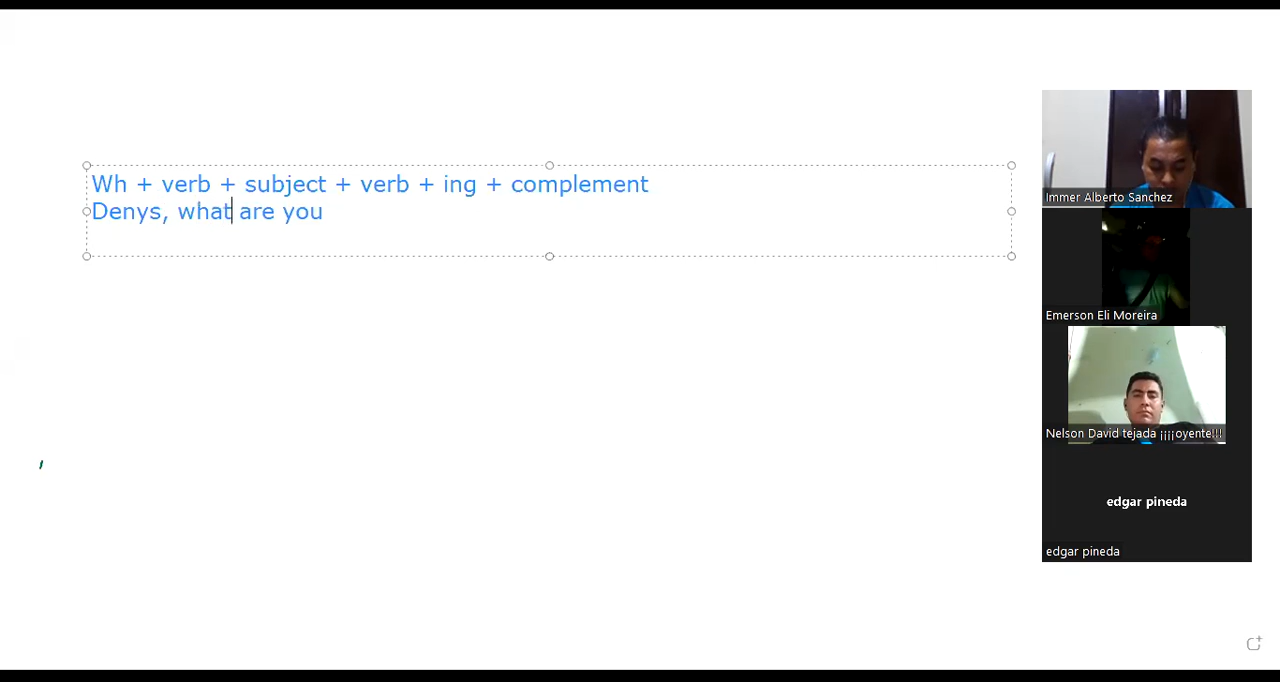 Wh + verb + subject + verb + ing + complement
Denys, what are you
Immer Alberto Sanchez
Emerson Eli Moreira
Nelson David tejada ¡¡¡¡oyente!!!
edgar pineda
edgar pineda